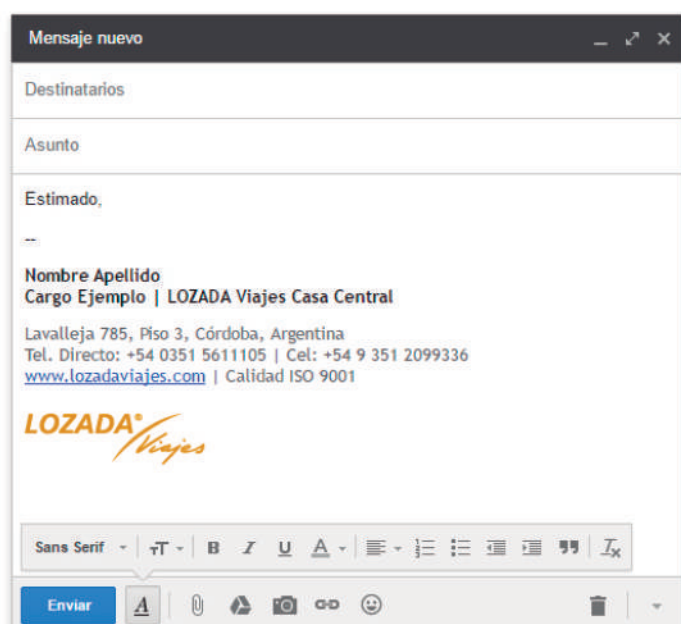 Mensaje nuevo
Destinatarios
Asunto
Estimado,
--
Nombre Apellido
Cargo Ejemplo | LOZADA Viajes Casa Central
Lavalleja 785, Piso 3, Córdoba, Argentina
Tel. Directo: +54 0351 5611105 | Cel: +54 9 351 2099336
www.lozadaviajes.com | Calidad ISO 9001
LOZADA®
Viajes
Sans Serif
Enviar